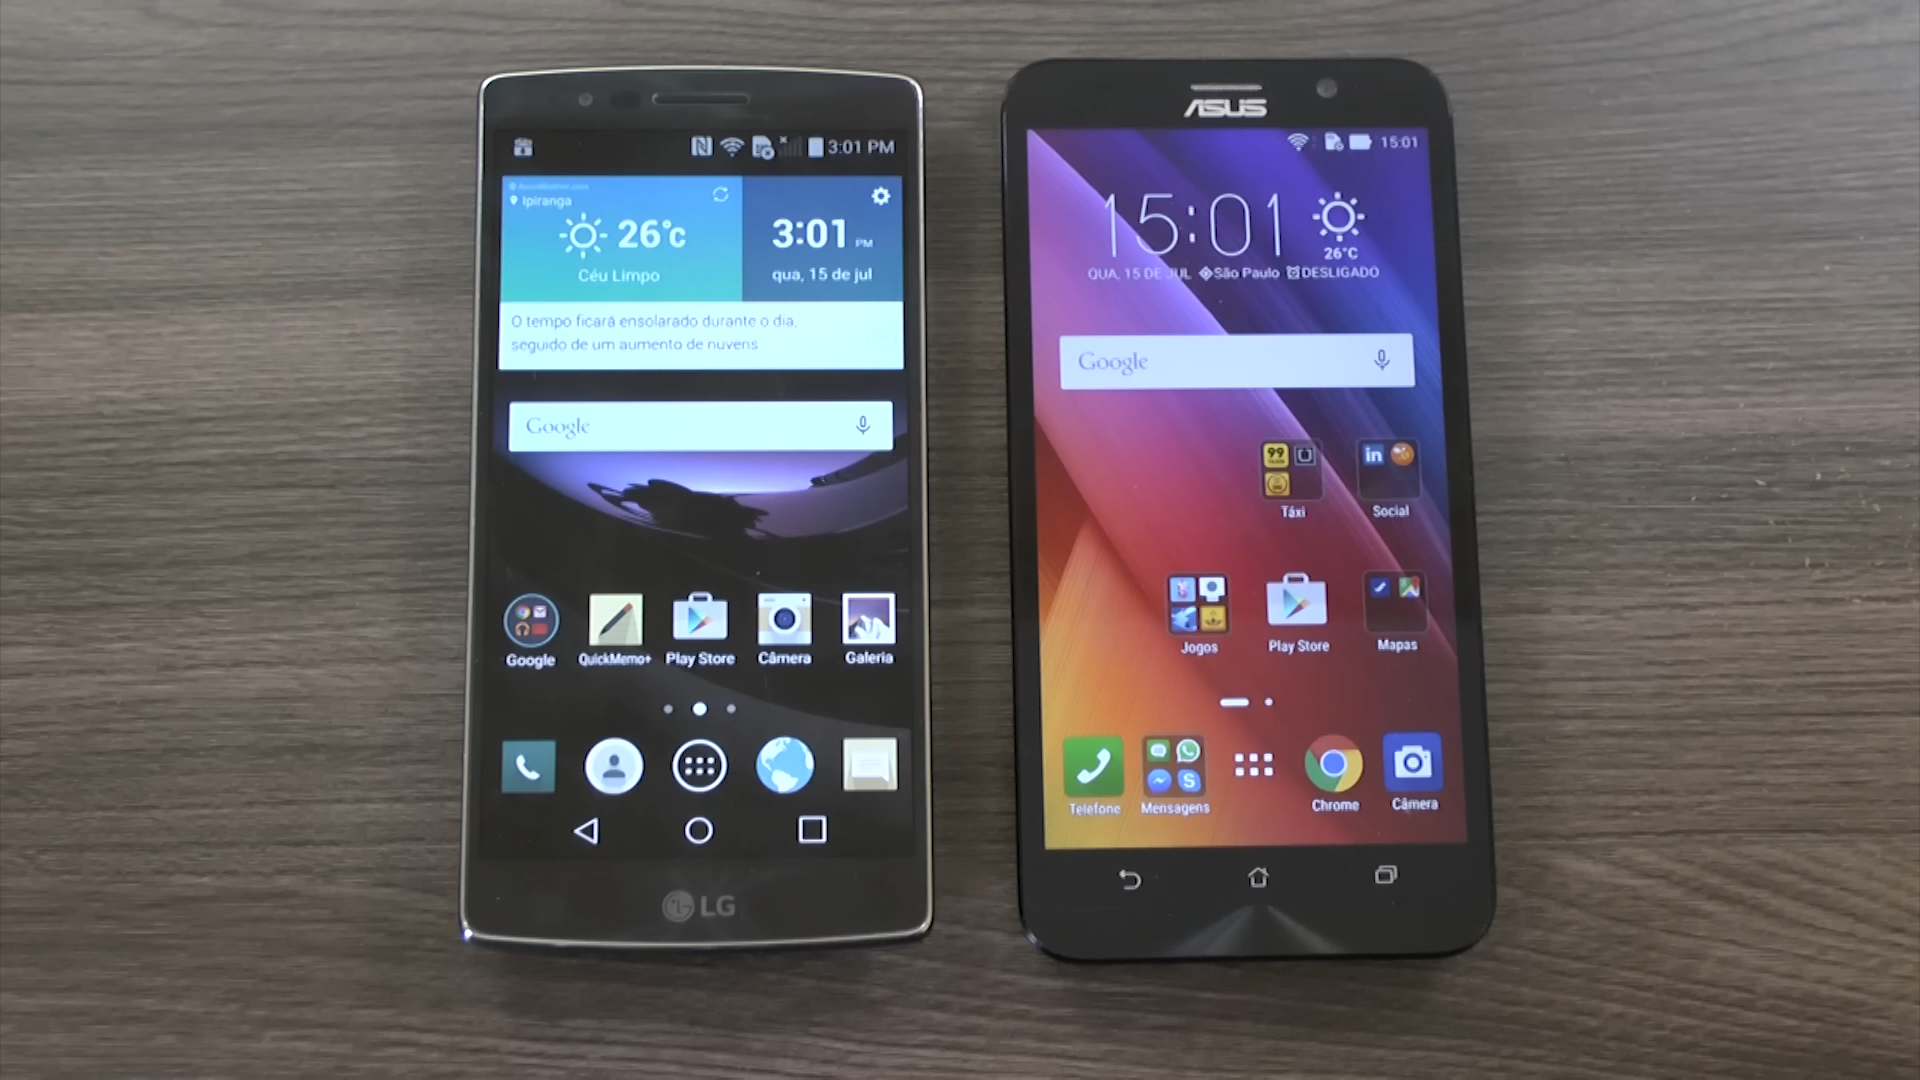 3:01 PM
AccuWeather.com
Ipiranga
26°c
Céu Limpo
3:01 PM
qua, 15 de jul
O tempo ficará ensolarado durante o dia,
seguido de um aumento de nuvens
Google
Google
QuickMemo+
Play Store
Câmera
Galeria
LG
ASUS
15:01
15:01
26°C
QUA, 15 DE JUL
São Paulo
DESLIGADO
Google
99
in
Táxi
Social
Jogos
Play Store
Mapas
Telefone
Mensagens
Chrome
Câmera